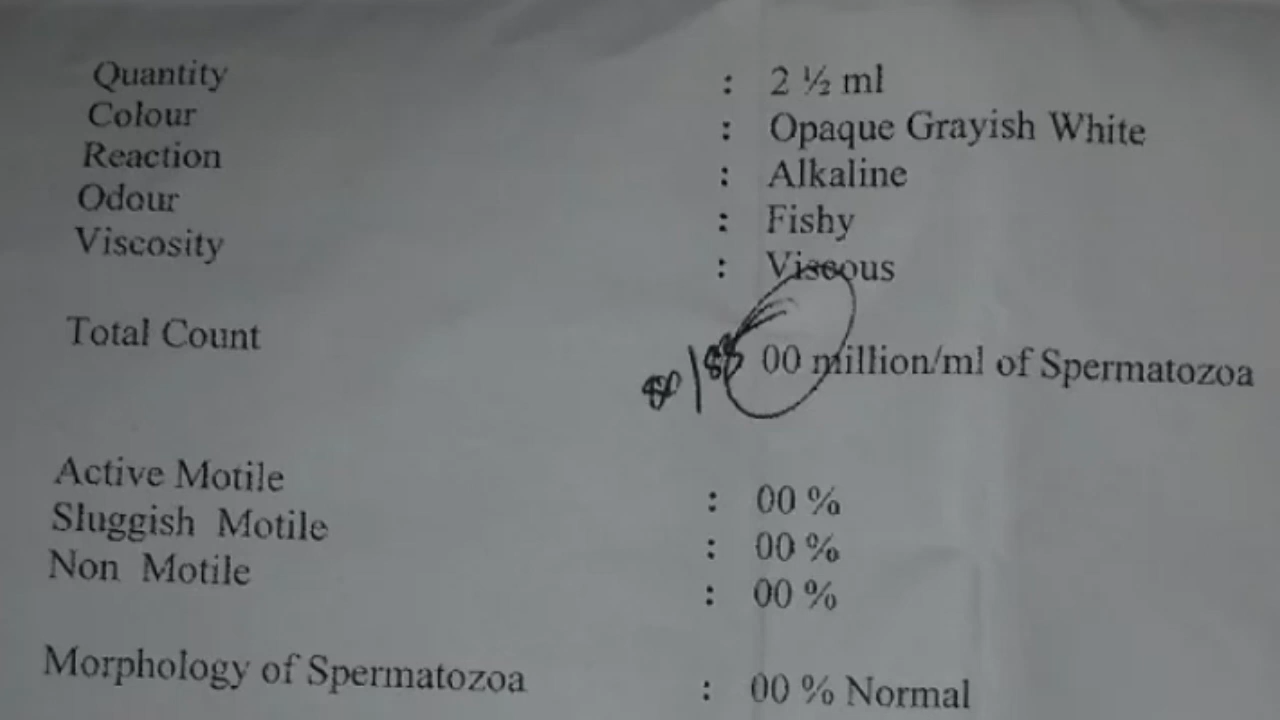 Quantity : 2 ½ ml
Colour : Opaque Grayish White
Reaction : Alkaline
Odour : Fishy
Viscosity : Viscous
Total Count 00 million/ml of Spermatozoa
Active Motile : 00 %
Sluggish Motile : 00 %
Non Motile : 00 %
Morphology of Spermatozoa : 00 % Normal